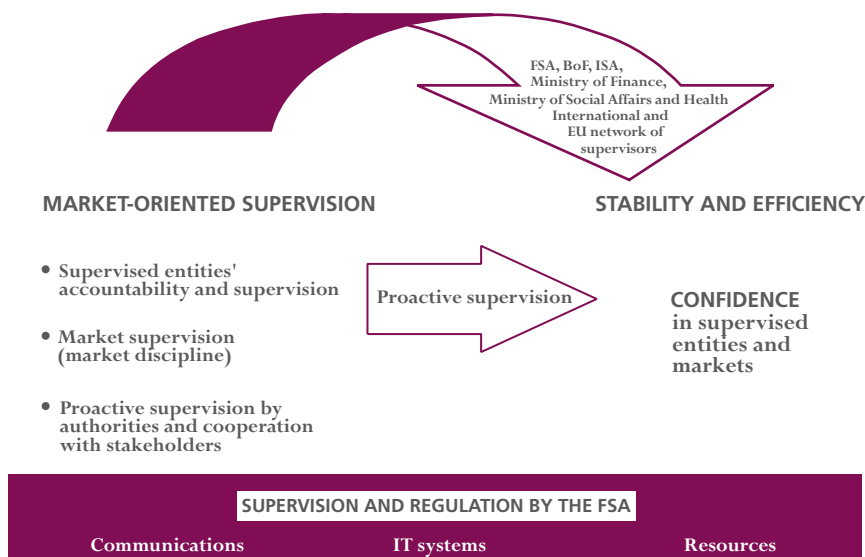 FSA, BoF, ISA,
Ministry of Finance,
Ministry of Social Affairs and Health
International and
EU network of
supervisors
MARKET-ORIENTED SUPERVISION
STABILITY AND EFFICIENCY
• Supervised entities'
accountability and supervision
• Market supervision
(market discipline)
• Proactive supervision by
authorities and cooperation
with stakeholders
Proactive supervision
CONFIDENCE
in supervised
entities and
markets
SUPERVISION AND REGULATION BY THE FSA
Communications
IT systems
Resources